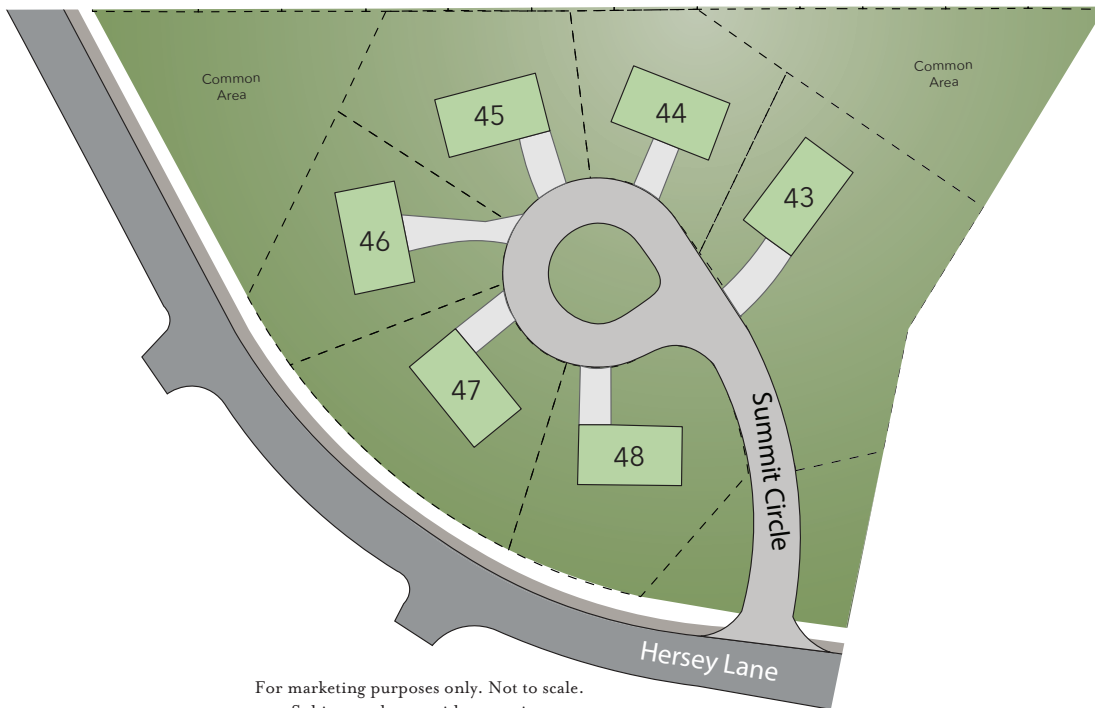 Common
Area
Common
Area
45
44
43
46
47
48
Summit Circle
Hersey Lane
For marketing purposes only. Not to scale.